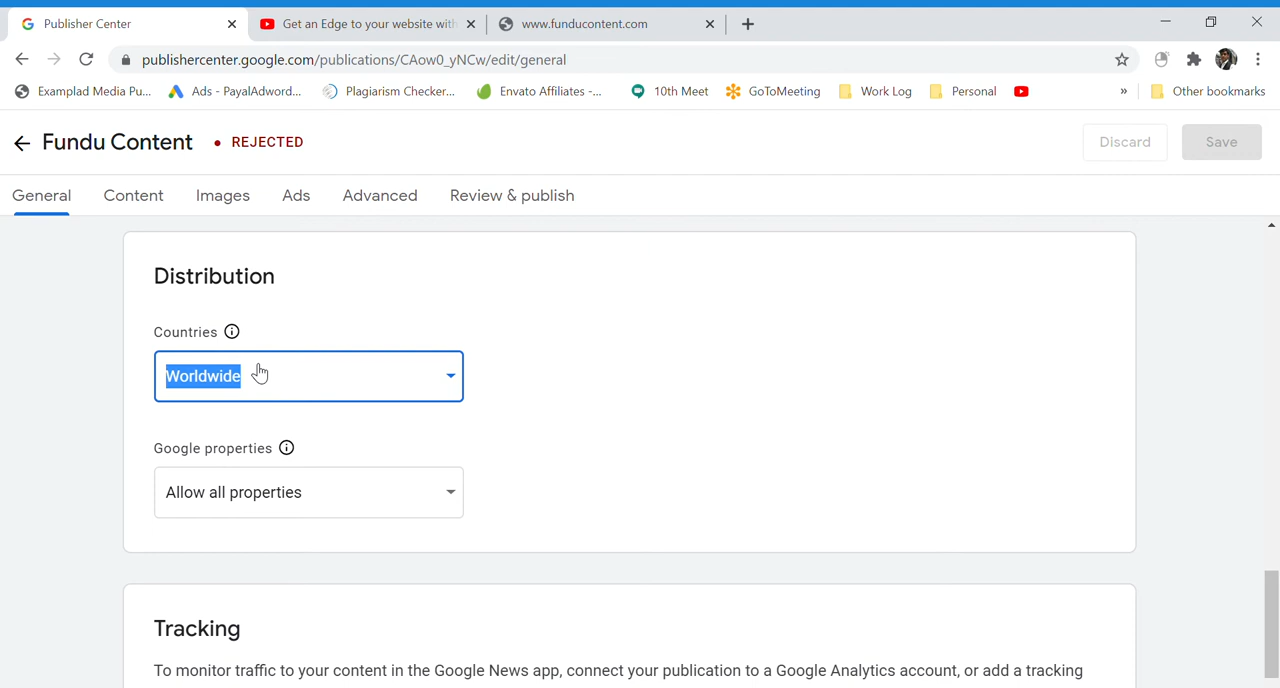 Publisher Center
Get an Edge to your website with
www.funducontent.com
publishercenter.google.com/publications/CAow0_yNCw/edit/general
Examplad Media Pu...
Ads - PayalAdword...
Plagiarism Checker...
Envato Affiliates -...
10th Meet
GoToMeeting
Work Log
Personal
»
Other bookmarks
Fundu Content • REJECTED
Discard
Save
General
Content
Images
Ads
Advanced
Review & publish
Distribution
Countries
Worldwide
Google properties
Allow all properties
Tracking
To monitor traffic to your content in the Google News app, connect your publication to a Google Analytics account, or add a tracking